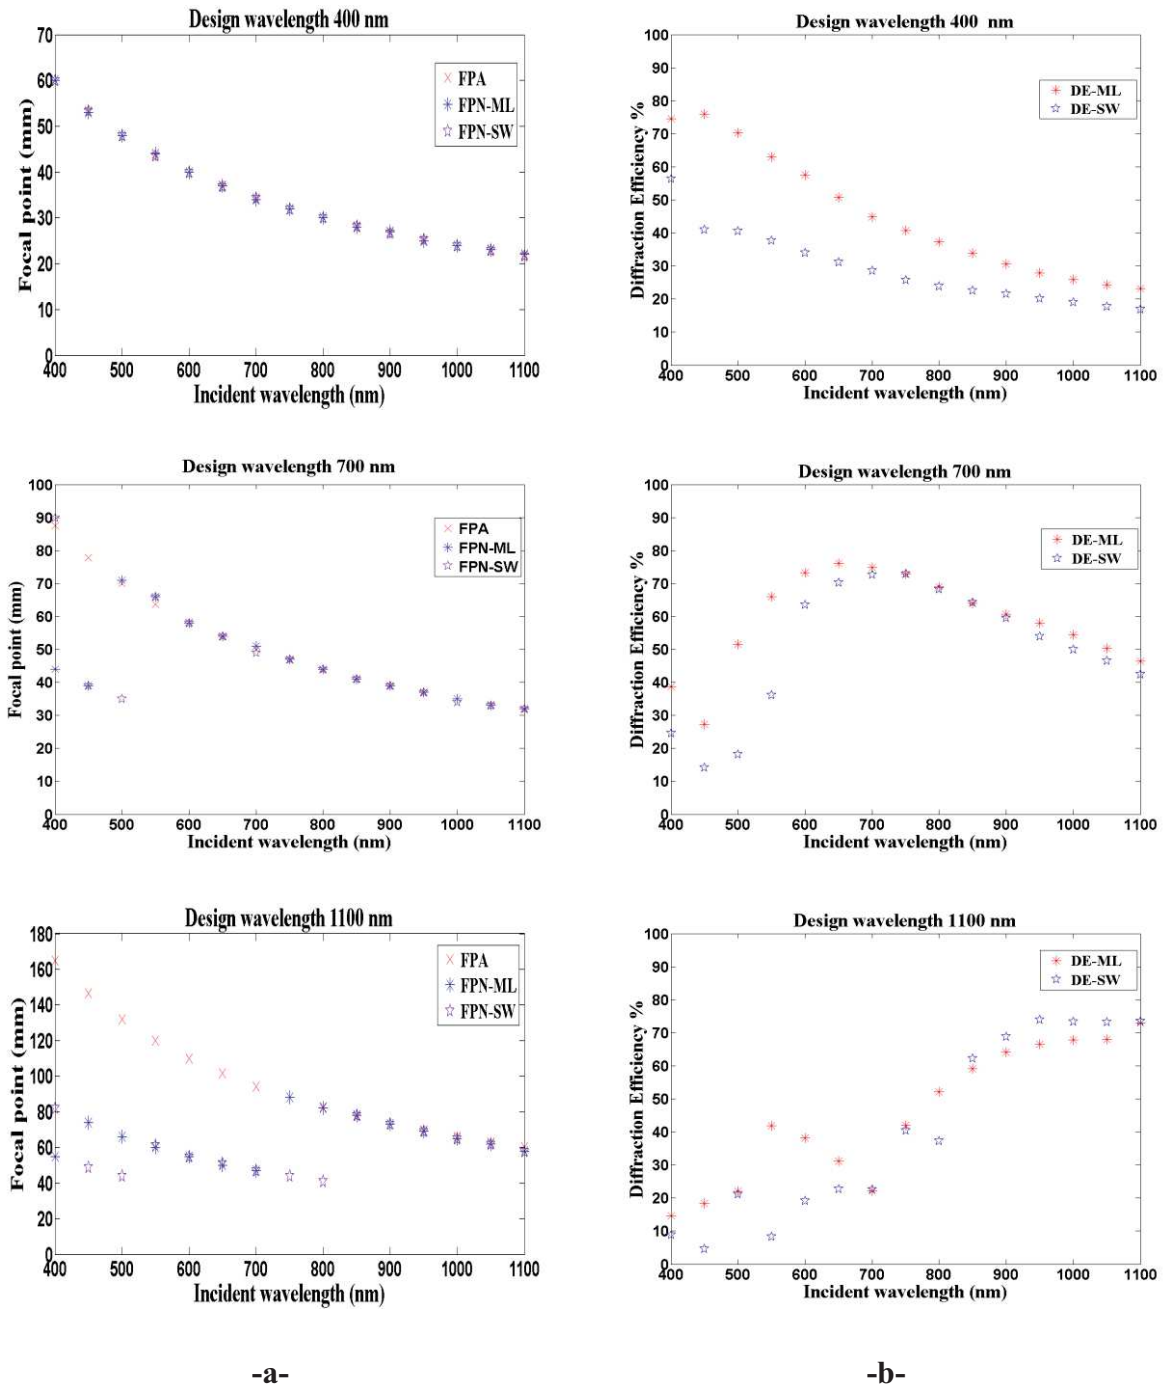 Design wavelength 400 nm
70
60
50
40
30
20
10
0
Focal point (mm)
FPA
FPN-ML
FPN-SW
400 500 600 700 800 900 1000 1100
Incident wavelength (nm)
Design wavelength 400 nm
100
90
80
70
60
50
40
30
20
10
0
Diffraction Efficiency %
DE-ML
DE-SW
400 500 600 700 800 900 1000 1100
Incident wavelength (nm)
Design wavelength 700 nm
100
90
80
70
60
50
40
30
20
10
0
Focal point (mm)
FPA
FPN-ML
FPN-SW
400 500 600 700 800 900 1000 1100
Incident wavelength (nm)
Design wavelength 700 nm
100
90
80
70
60
50
40
30
20
10
0
Diffraction Efficiency %
DE-ML
DE-SW
400 500 600 700 800 900 1000 1100
Incident wavelength (nm)
Design wavelength 1100 nm
180
160
140
120
100
80
60
40
20
0
Focal point (mm)
FPA
FPN-ML
FPN-SW
400 500 600 700 800 900 1000 1100
Incident wavelength (nm)
Design wavelength 1100 nm
100
90
80
70
60
50
40
30
20
10
0
Diffraction Efficiency %
DE-ML
DE-SW
400 500 600 700 800 900 1000 1100
Incident wavelength (nm)
-a-
-b-